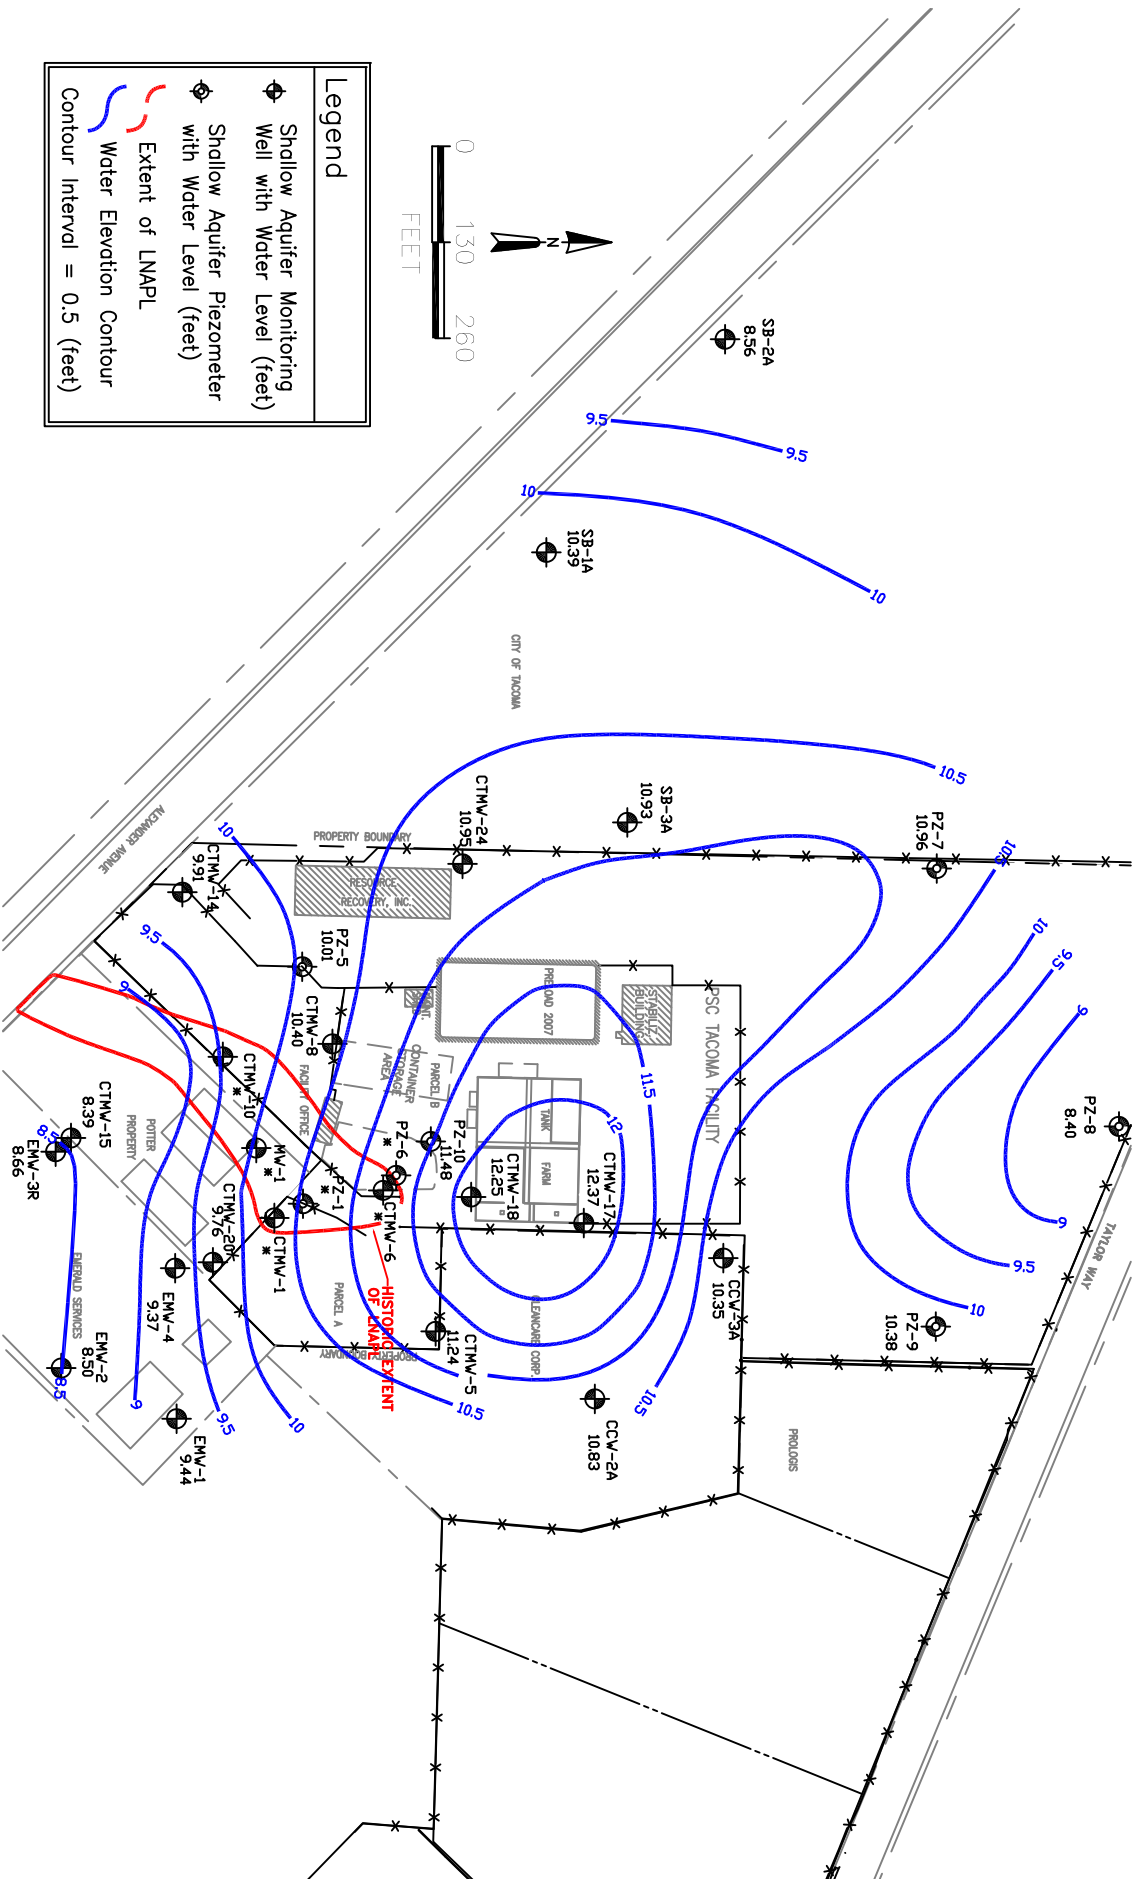 Legend
Shallow Aquifer Monitoring
Well with Water Level (feet)
Shallow Aquifer Piezometer
with Water Level (feet)
Extent of LNAPL
Water Elevation Contour
Contour Interval = 0.5 (feet)
0 130 260
FEET
N
SB-2A
8.56
9.5
9.5
10
10
SB-1A
10.39
CITY OF TACOMA
ALEXANDER AVENUE
10.5
SB-3A
10.93
CTMW-24
10.95
PZ-7
10.96
10.5
10
9.5
9
PZ-8
8.40
TAYLOR WAY
9
9.5
10
PZ-9
10.38
PROPERTY BOUNDARY
RESOURCE
RECOVERY, INC.
10
CTMW-14
9.91
9.5
9
PZ-5
10.01
CTMW-8
10.40
PRELOAD 2007
STABILIZ.
BUILDING
PSC TACOMA FACILITY
11.5
12
CONTAINER
STORAGE
AREA
PARCEL B
FACILITY OFFICE
TANK
FARM
PZ-10
11.48
PZ-6
*
CTMW-18
12.25
CTMW-17
12.37
CTMW-10
*
MW-1
*
PZ-1
*
CTMW-6
*
CTMW-1
*
CTMW-20
9.76
POTTER
PROPERTY
CTMW-15
8.39
8.5
EMW-3R
8.66
EMERALD SERVICES
EMW-4
9.37
EMW-2
8.50
8.5
9
9.5
10
EMW-1
9.44
PARCEL A
PROPERTY BOUNDARY
HISTORIC EXTENT
OF LNAPL
CTMW-5
11.24
10.5
CLEANCARE CORP.
CCW-3A
10.35
10.5
CCW-2A
10.83
PROLOGIS